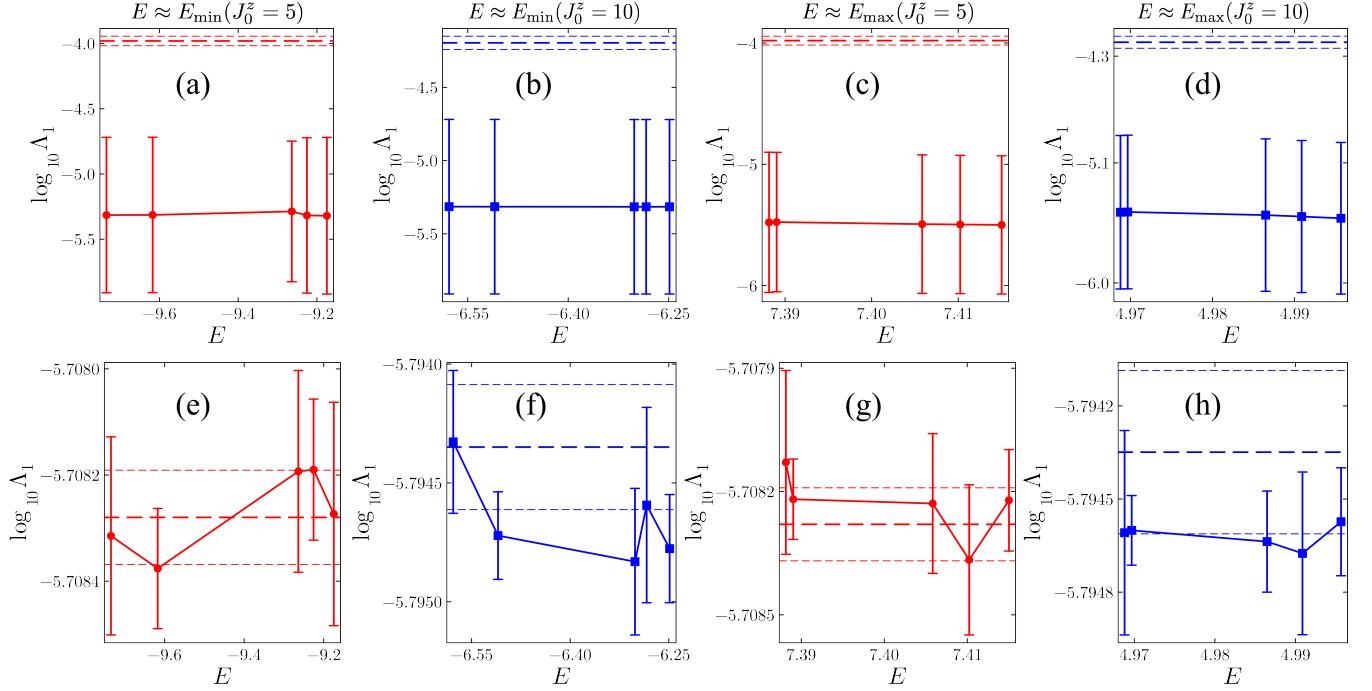 E ≈ E_min(J_0^z = 5)
E ≈ E_min(J_0^z = 10)
E ≈ E_max(J_0^z = 5)
E ≈ E_max(J_0^z = 10)
(a)
log_10 Λ_1
−4.0
−4.5
−5.0
−5.5
−9.6
−9.4
−9.2
E
(b)
log_10 Λ_1
−4.5
−5.0
−5.5
−6.55
−6.40
−6.25
E
(c)
log_10 Λ_1
−4
−5
−6
7.39
7.40
7.41
E
(d)
log_10 Λ_1
−4.3
−5.1
−6.0
4.97
4.98
4.99
E
(e)
log_10 Λ_1
−5.7080
−5.7082
−5.7084
−9.6
−9.4
−9.2
E
(f)
log_10 Λ_1
−5.7940
−5.7945
−5.7950
−6.55
−6.40
−6.25
E
(g)
log_10 Λ_1
−5.7079
−5.7082
−5.7085
7.39
7.40
7.41
E
(h)
log_10 Λ_1
−5.7942
−5.7945
−5.7948
4.97
4.98
4.99
E